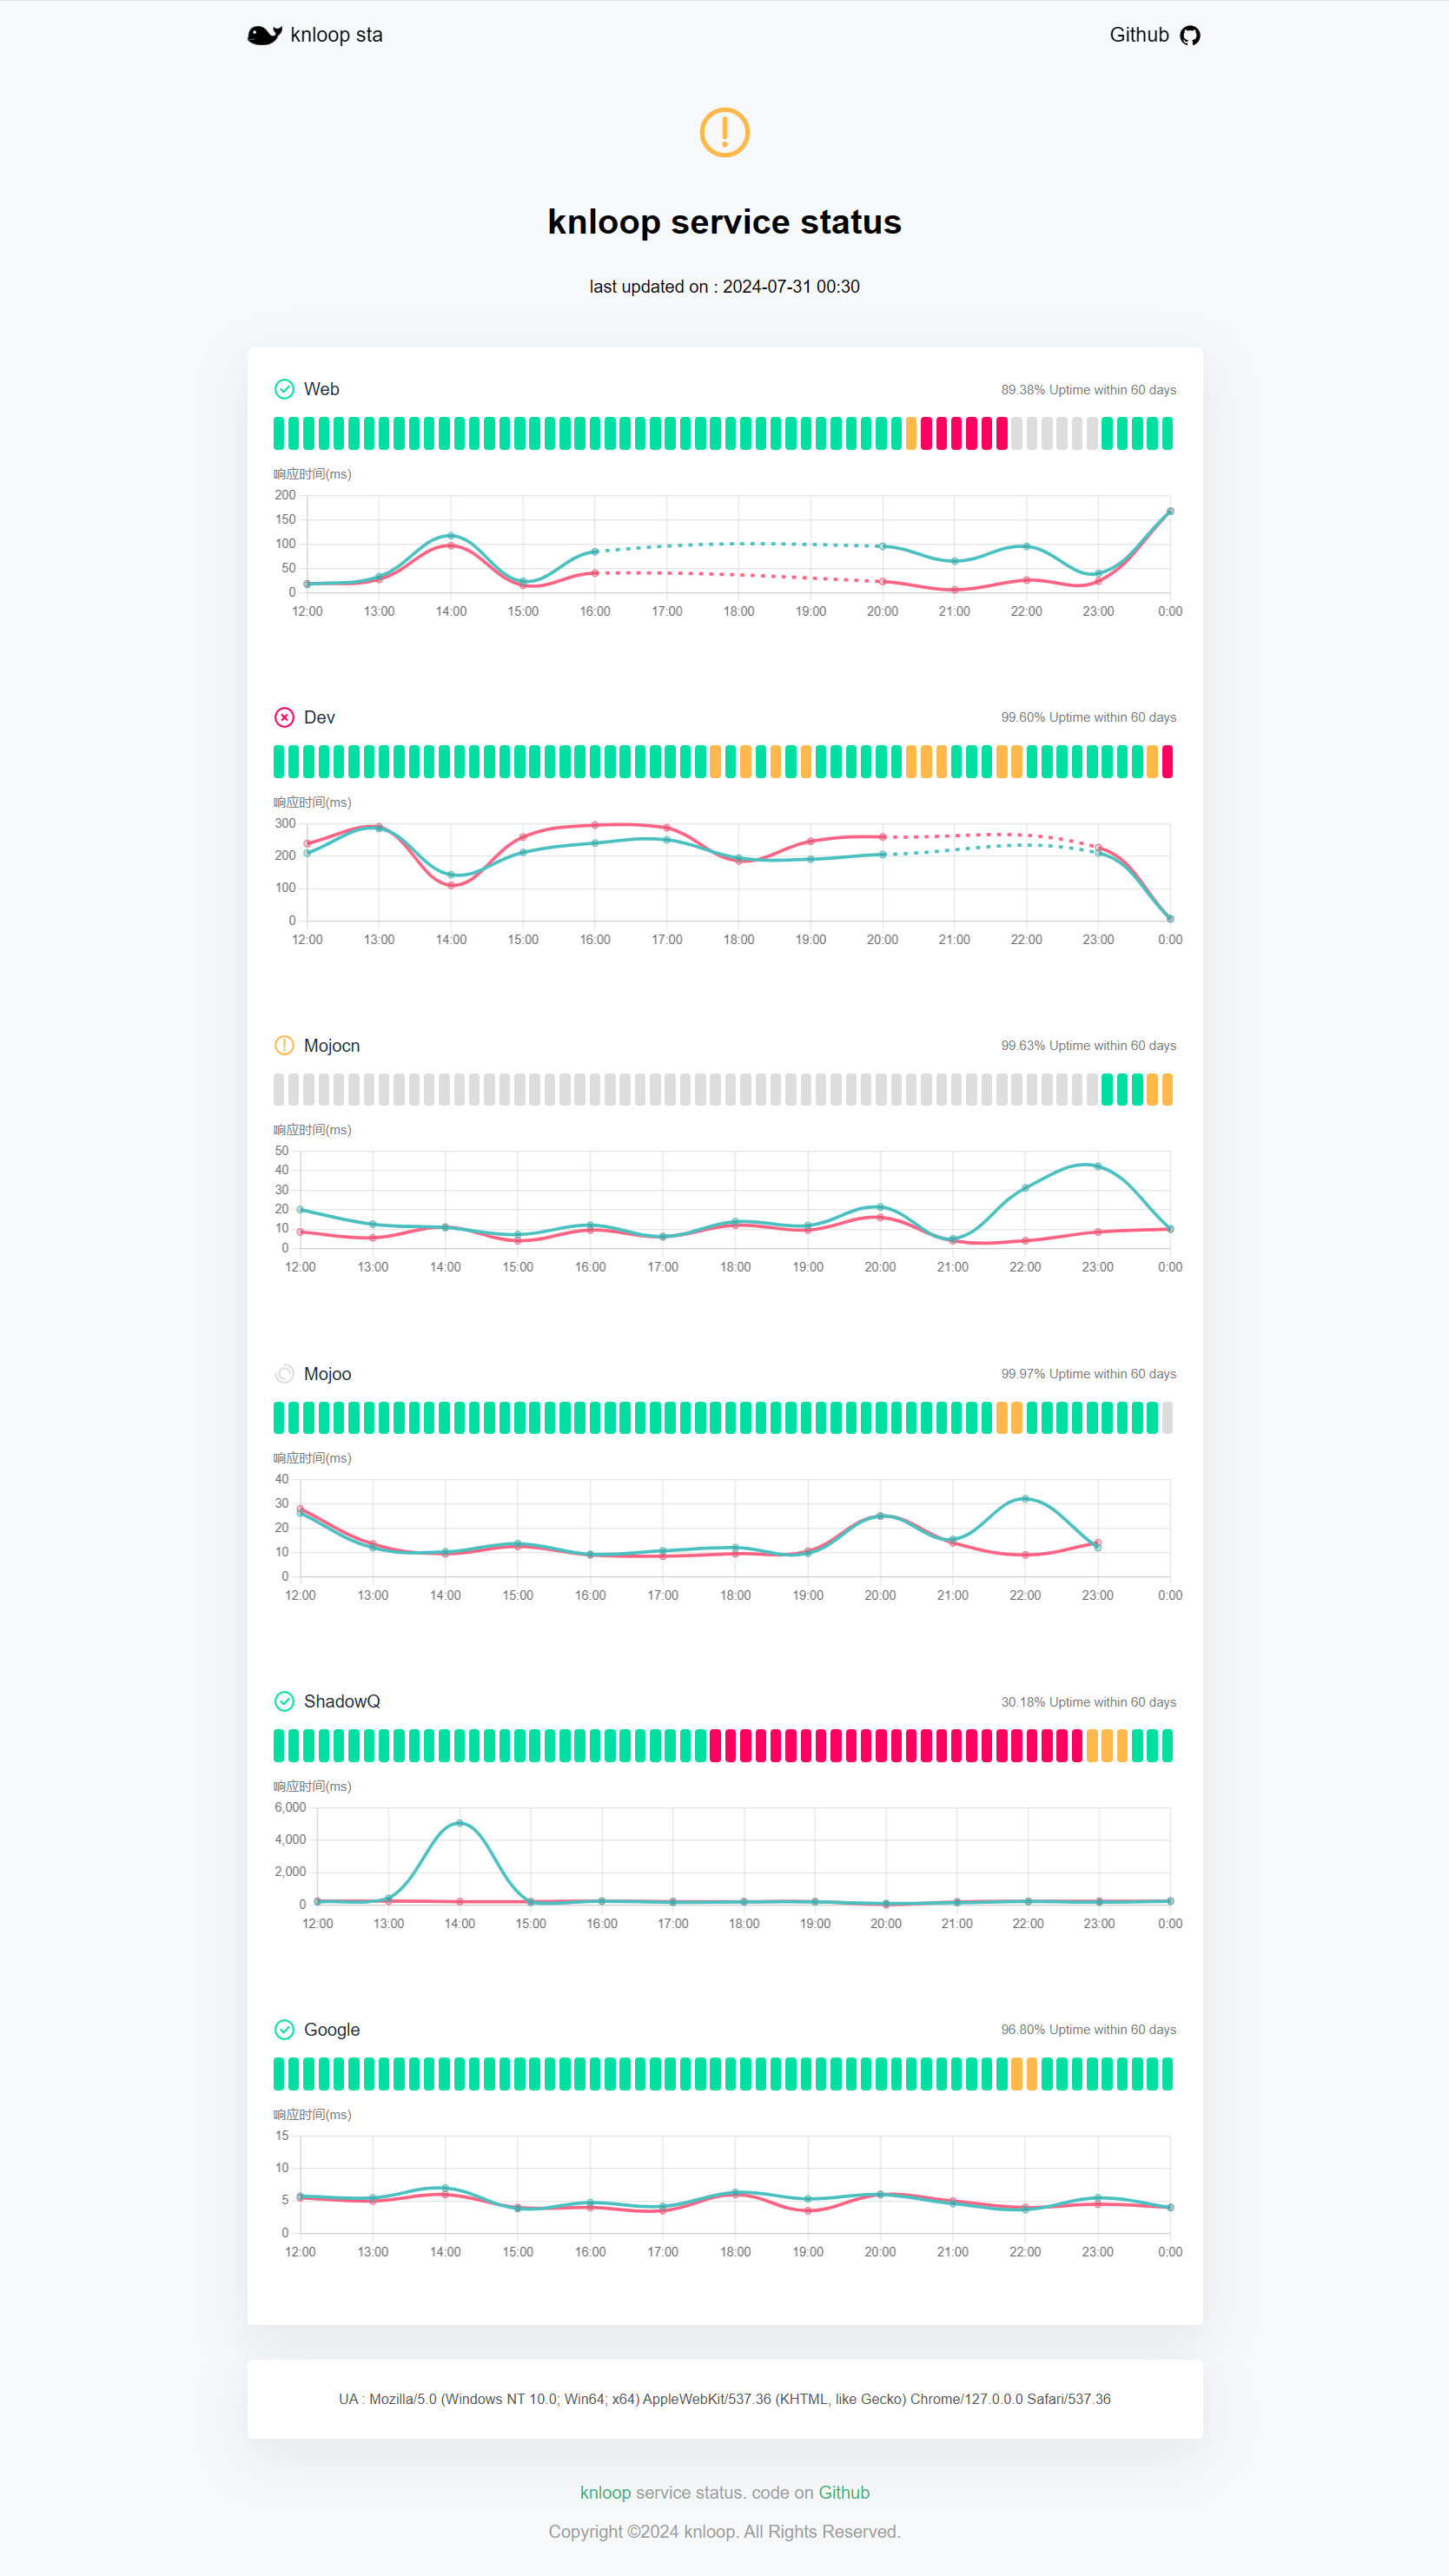 knloop sta
Github
knloop service status
last updated on : 2024-07-31 00:30
Web
89.38% Uptime within 60 days
响应时间(ms)
200
150
100
50
0
12:00 13:00 14:00 15:00 16:00 17:00 18:00 19:00 20:00 21:00 22:00 23:00 0:00
Dev
99.60% Uptime within 60 days
响应时间(ms)
300
200
100
0
12:00 13:00 14:00 15:00 16:00 17:00 18:00 19:00 20:00 21:00 22:00 23:00 0:00
Mojocn
99.63% Uptime within 60 days
响应时间(ms)
50
40
30
20
10
0
12:00 13:00 14:00 15:00 16:00 17:00 18:00 19:00 20:00 21:00 22:00 23:00 0:00
Mojoo
99.97% Uptime within 60 days
响应时间(ms)
40
30
20
10
0
12:00 13:00 14:00 15:00 16:00 17:00 18:00 19:00 20:00 21:00 22:00 23:00 0:00
ShadowQ
30.18% Uptime within 60 days
响应时间(ms)
6,000
4,000
2,000
0
12:00 13:00 14:00 15:00 16:00 17:00 18:00 19:00 20:00 21:00 22:00 23:00 0:00
Google
96.80% Uptime within 60 days
响应时间(ms)
15
10
5
0
12:00 13:00 14:00 15:00 16:00 17:00 18:00 19:00 20:00 21:00 22:00 23:00 0:00
UA : Mozilla/5.0 (Windows NT 10.0; Win64; x64) AppleWebKit/537.36 (KHTML, like Gecko) Chrome/127.0.0.0 Safari/537.36
knloop service status. code on Github
Copyright ©2024 knloop. All Rights Reserved.